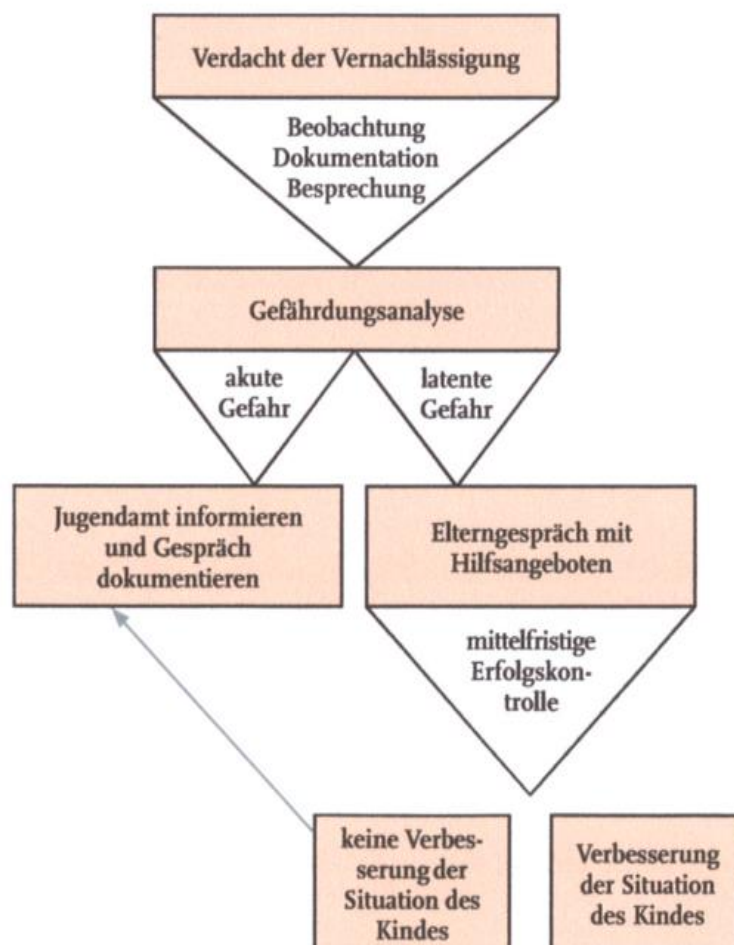 Verdacht der Vernachlässigung
Beobachtung
Dokumentation
Besprechung
Gefährdungsanalyse
akute
Gefahr
latente
Gefahr
Jugendamt informieren
und Gespräch
dokumentieren
Elterngespräch mit
Hilfsangeboten
mittelfristige
Erfolgskon-
trolle
keine Verbes-
serung der
Situation des
Kindes
Verbesserung
der Situation
des Kindes